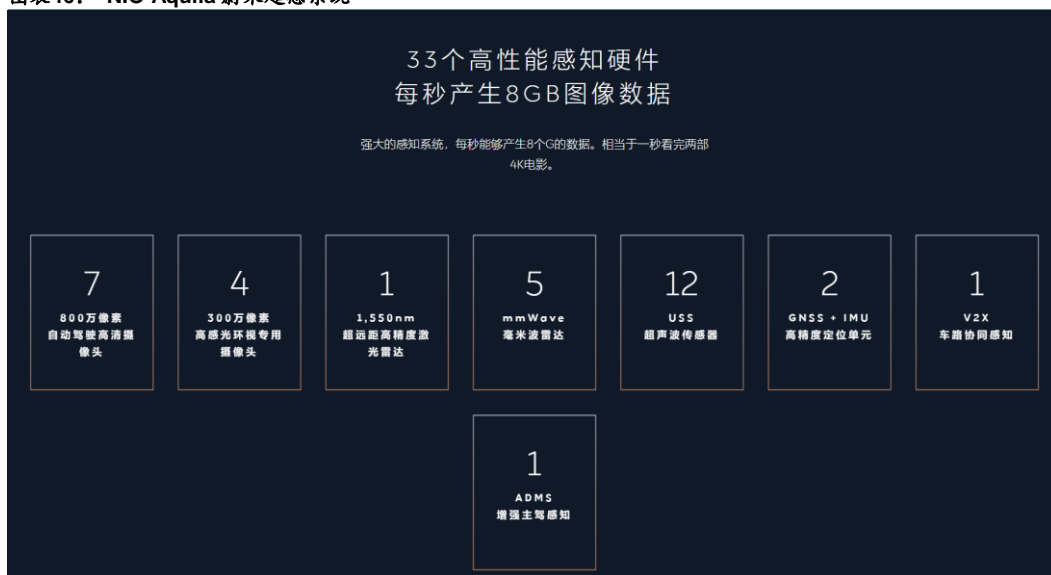 33个高性能感知硬件
每秒产生8GB图像数据
强大的感知系统，每秒能够产生8个G的数据。相当于一秒看完两部
4K电影。
7
800万像素
自动驾驶高清摄
像头
4
300万像素
高感光环视专用
摄像头
1
1,550nm
超远距高精度激
光雷达
5
mmWave
毫米波雷达
12
USS
超声波传感器
2
GNSS + IMU
高精度定位单元
1
V2X
车路协同感知
1
ADMS
增强主驾感知